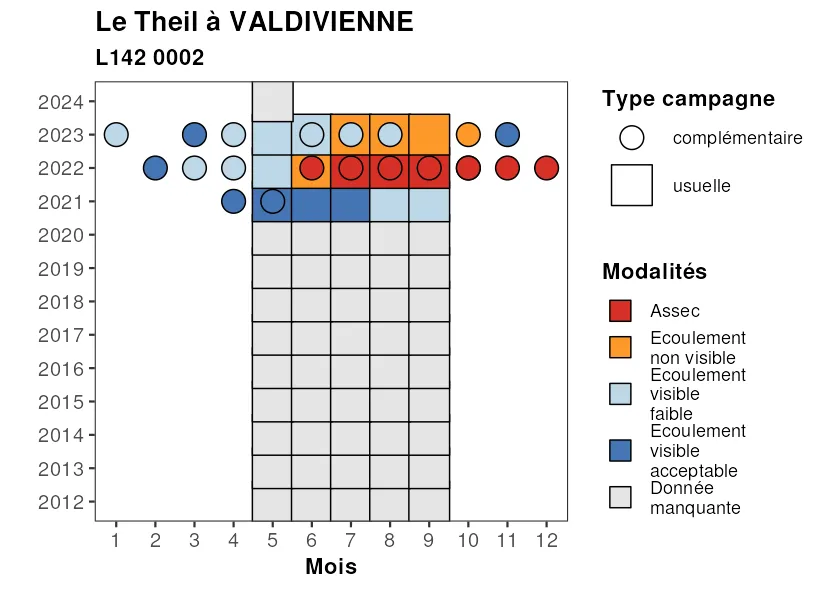 Le Theil à VALDIVIENNE
L142 0002
2024
2023
2022
2021
2020
2019
2018
2017
2016
2015
2014
2013
2012
1 2 3 4 5 6 7 8 9 10 11 12
Mois
Type campagne
complémentaire
usuelle
Modalités
Assec
Ecoulement
non visible
Ecoulement
visible
faible
Ecoulement
visible
acceptable
Donnée
manquante